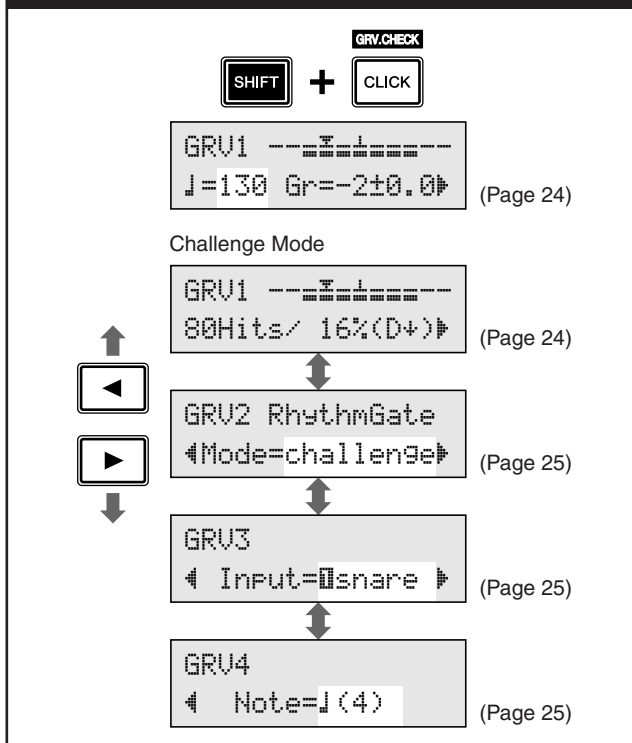 GRV.CHECK
SHIFT + CLICK
GRV1
♩=130 Gr=-2±0.0
(Page 24)
Challenge Mode
GRV1
80Hits/ 16%(D↓)
(Page 24)
GRV2 RhythmGate
Mode=challenge
(Page 25)
GRV3
Input=1snare
(Page 25)
GRV4
Note=♩(4)
(Page 25)